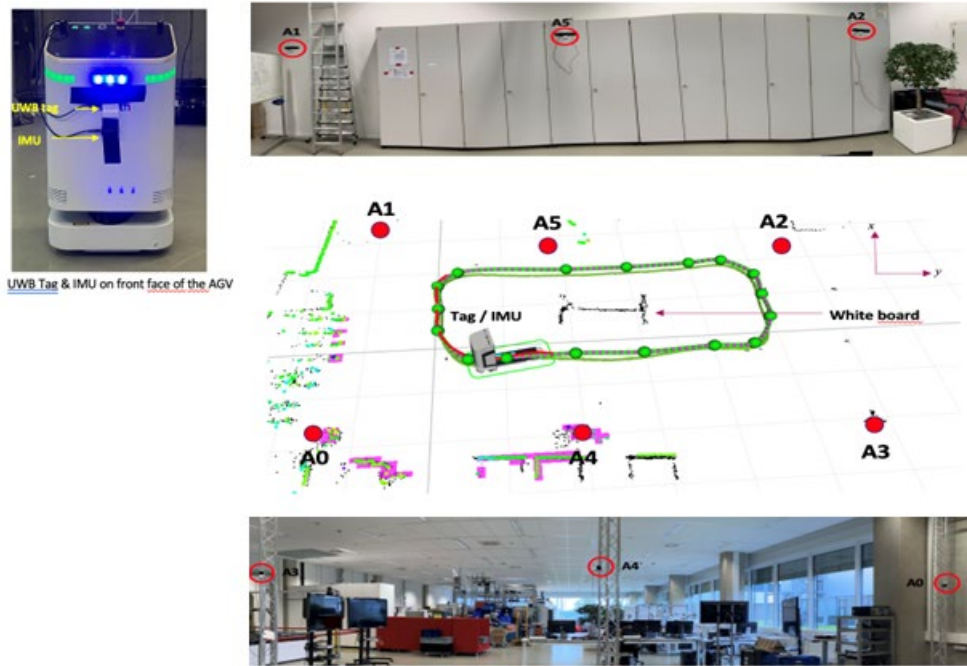 A1
A5
A2
UWB tag
IMU
UWB Tag & IMU on front face of the AGV
A1
A5
A2
x
y
Tag / IMU
White board
A0
A4
A3
A3
A4
A0